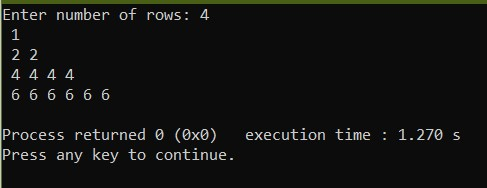 Enter number of rows: 4
1
2 2
4 4 4 4
6 6 6 6 6 6
Process returned 0 (0x0)   execution time : 1.270 s
Press any key to continue.